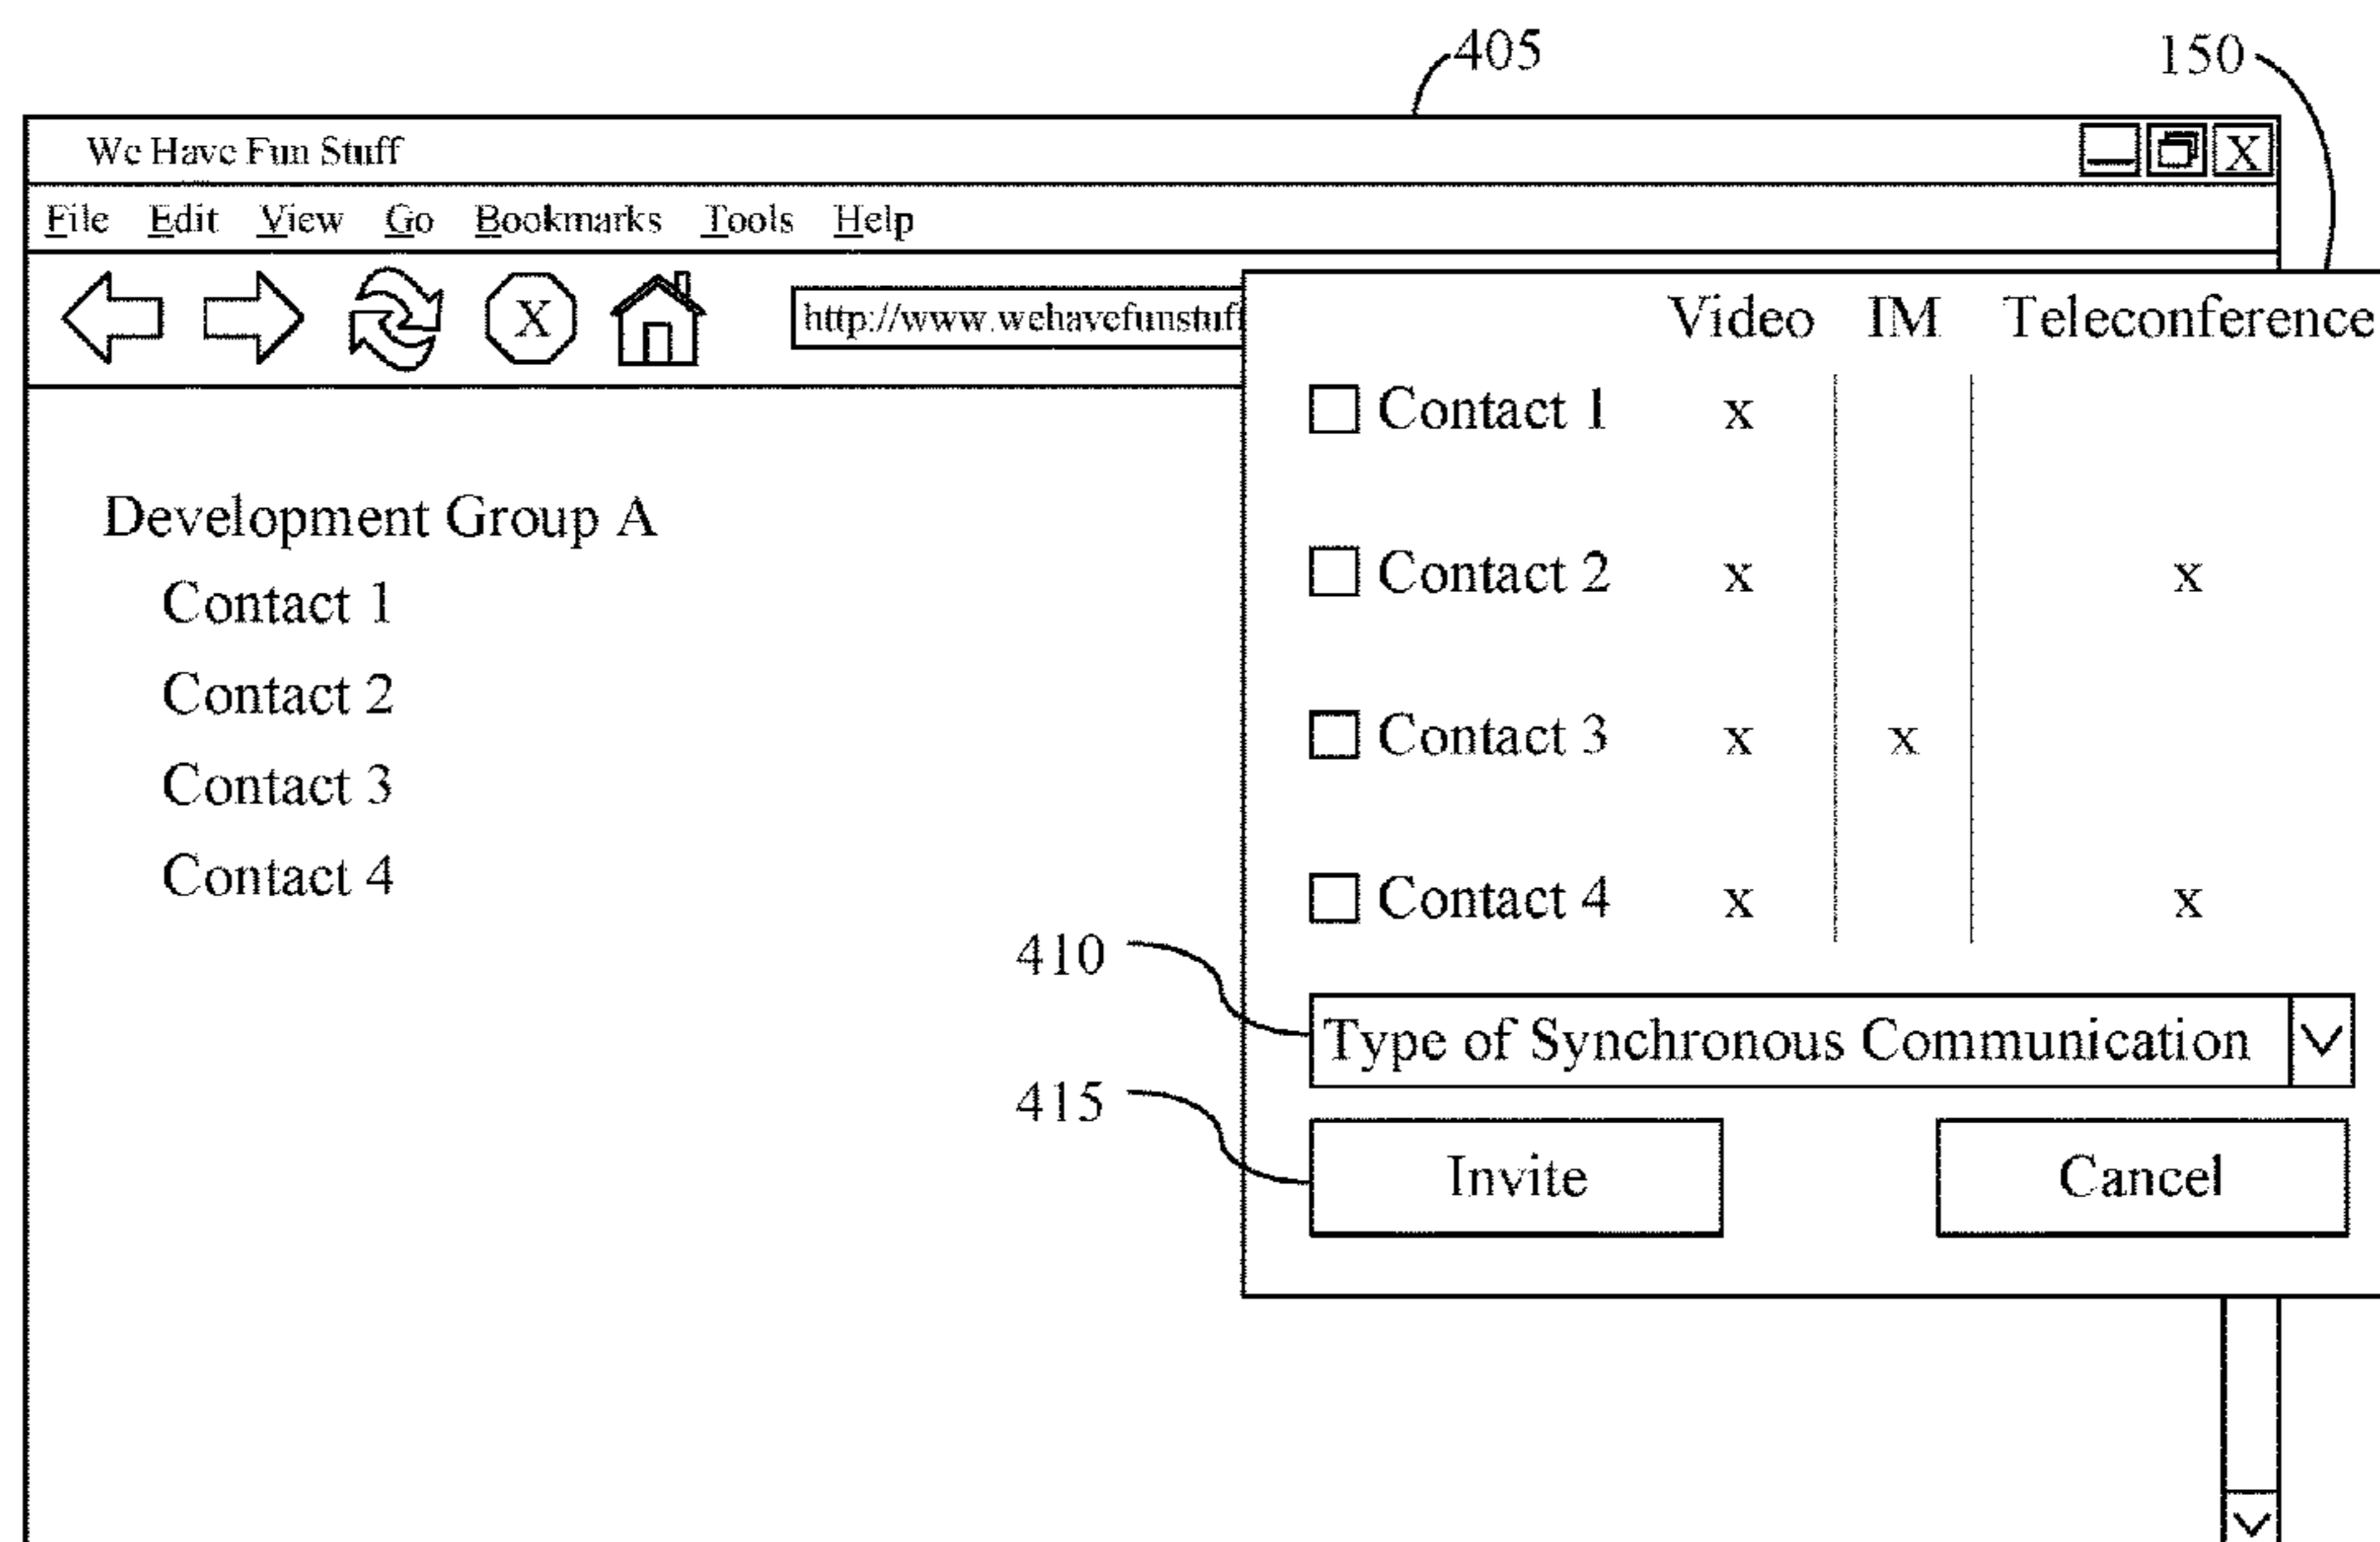 405
150
We Have Fun Stuff
X
File Edit View Go Bookmarks Tools Help
X
http://www.wehavefunstuff
Video IM Teleconference
Contact 1 x
Contact 2 x x
Contact 3 x x
Contact 4 x x
Development Group A
Contact 1
Contact 2
Contact 3
Contact 4
410
Type of Synchronous Communication
415
Invite Cancel